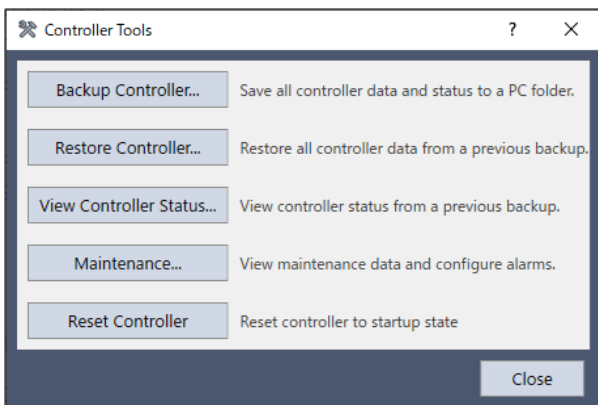 Controller Tools
?
Backup Controller... Save all controller data and status to a PC folder.
Restore Controller... Restore all controller data from a previous backup.
View Controller Status... View controller status from a previous backup.
Maintenance... View maintenance data and configure alarms.
Reset Controller Reset controller to startup state
Close